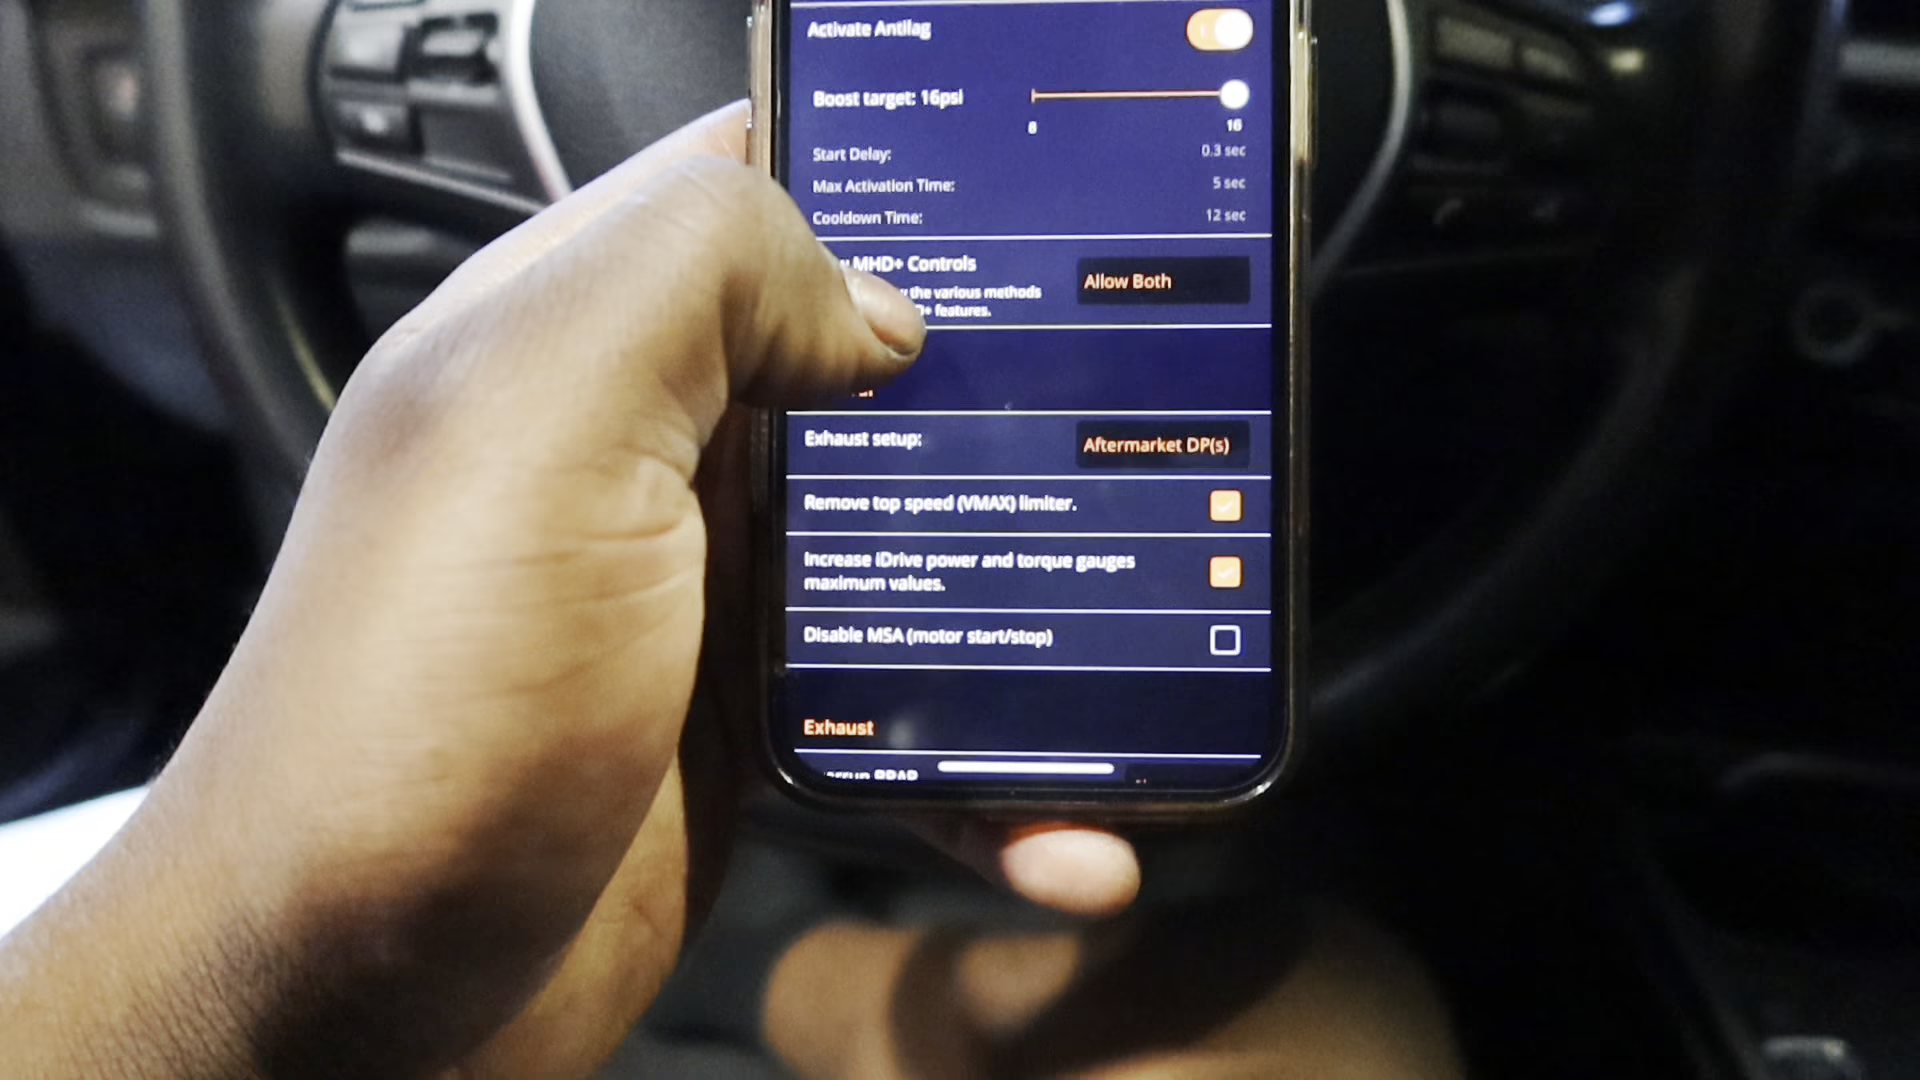 Activate Antilag
Boost target: 16psi
8 16
Start Delay: 0.3 sec
Max Activation Time: 5 sec
Cooldown Time: 12 sec
MHD+ Controls
Allow Both
the various methods
features.
Exhaust setup: Aftermarket DP(s)
Remove top speed (VMAX) limiter.
Increase iDrive power and torque gauges
maximum values.
Disable MSA (motor start/stop)
Exhaust